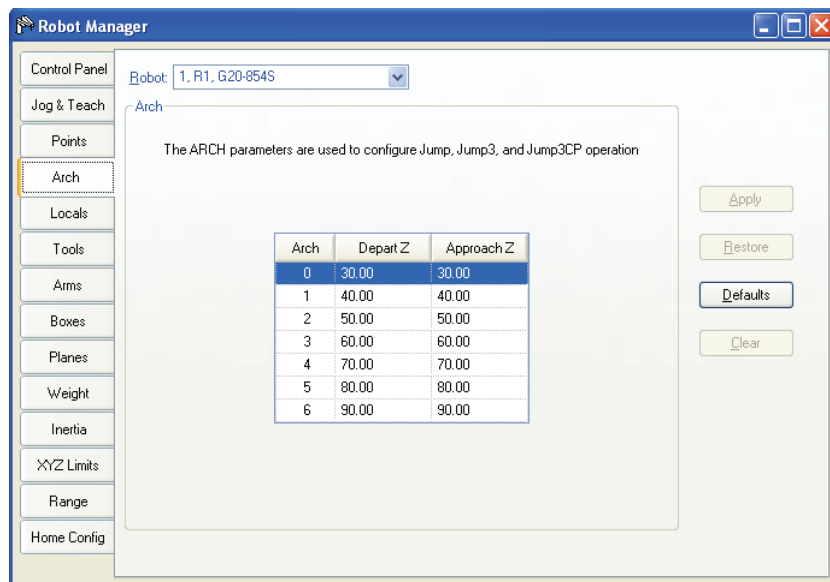 Robot Manager
Control Panel
Jog & Teach
Points
Arch
Locals
Tools
Arms
Boxes
Planes
Weight
Inertia
XYZ Limits
Range
Home Config
Robot: 1, R1, G20-854S
Arch
The ARCH parameters are used to configure Jump, Jump3, and Jump3CP operation
Arch Depart Z Approach Z
0 30.00 30.00
1 40.00 40.00
2 50.00 50.00
3 60.00 60.00
4 70.00 70.00
5 80.00 80.00
6 90.00 90.00
Apply
Restore
Defaults
Clear